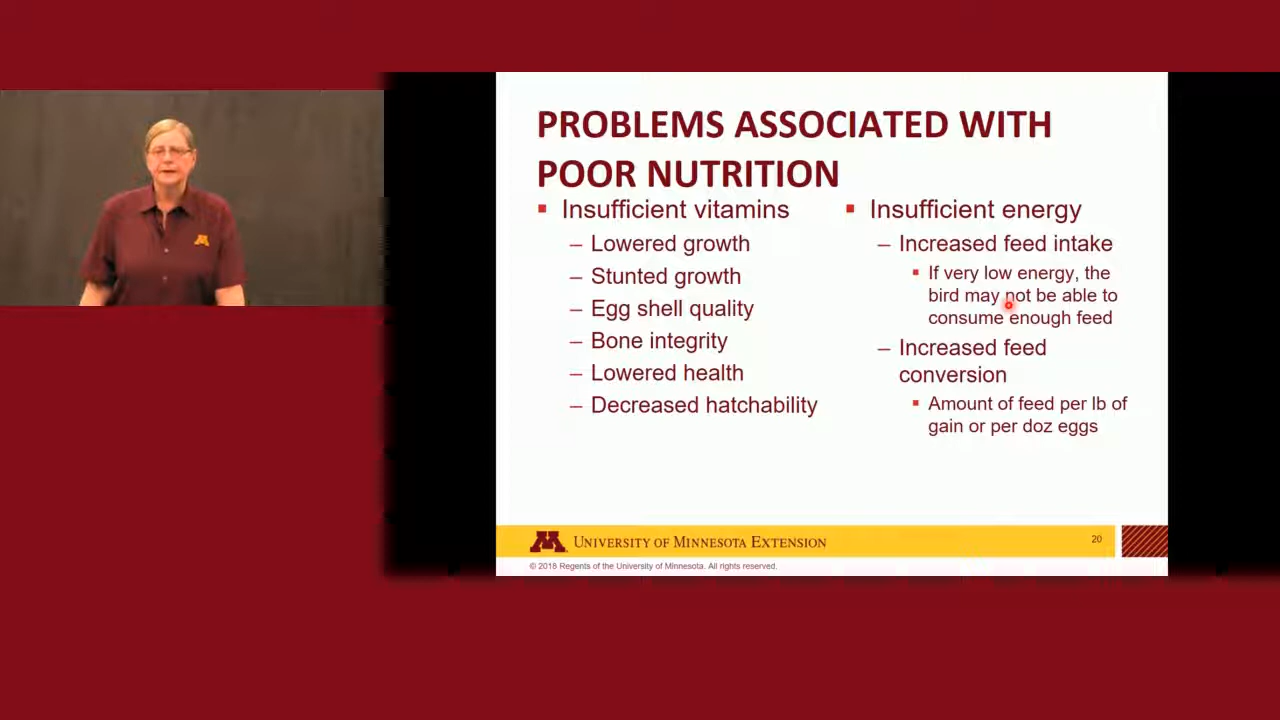 PROBLEMS ASSOCIATED WITH
POOR NUTRITION
▪ Insufficient vitamins
– Lowered growth
– Stunted growth
– Egg shell quality
– Bone integrity
– Lowered health
– Decreased hatchability
▪ Insufficient energy
– Increased feed intake
▪ If very low energy, the
bird may not be able to
consume enough feed
– Increased feed
conversion
▪ Amount of feed per lb of
gain or per doz eggs
M UNIVERSITY OF MINNESOTA EXTENSION
20
© 2018 Regents of the University of Minnesota. All rights reserved.